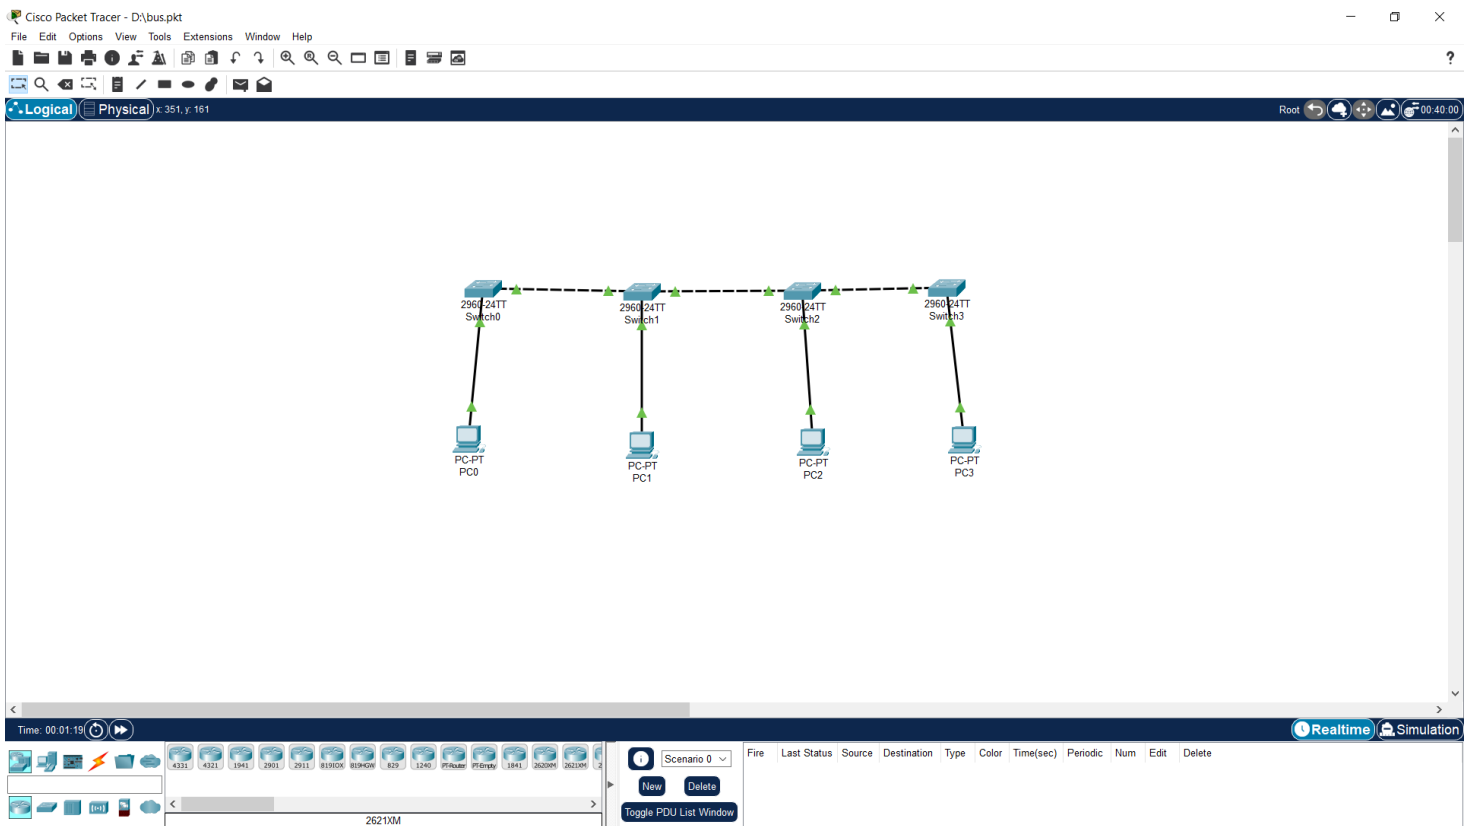 Cisco Packet Tracer - D:\bus.pkt
File Edit Options View Tools Extensions Window Help
?
Logical Physical x: 351, y: 161 Root 00:40:00
2960-24TT
Switch0
2960-24TT
Switch1
2960-24TT
Switch2
2960-24TT
Switch3
PC-PT
PC0
PC-PT
PC1
PC-PT
PC2
PC-PT
PC3
Time: 00:01:19 Realtime Simulation
4331 4321 1941 2901 2911 819IOX 819HGW 829 1240 PT-Router PT-Empty 1841 2620XM 2621XM 2
2621XM
Scenario 0
New Delete
Toggle PDU List Window
Fire Last Status Source Destination Type Color Time(sec) Periodic Num Edit Delete